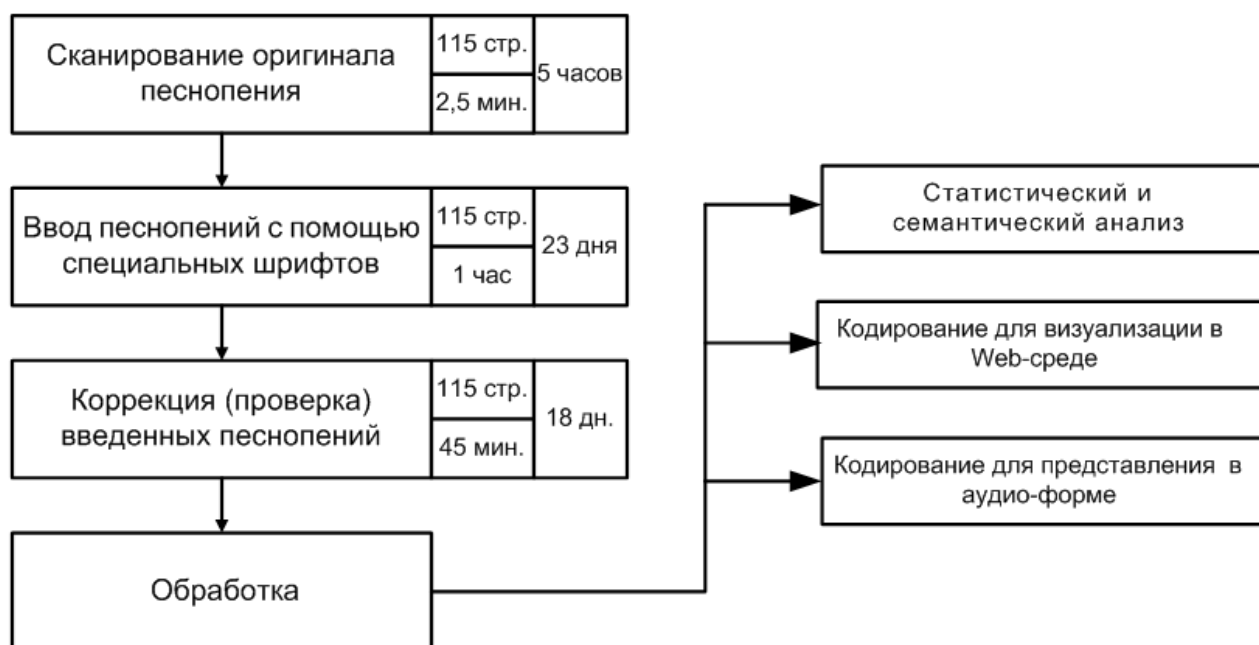 Сканирование оригинала
песнопения
115 стр.
2,5 мин.
5 часов
Ввод песнопений с помощью
специальных шрифтов
115 стр.
1 час
23 дня
Коррекция (проверка)
введенных песнопений
115 стр.
45 мин.
18 дн.
Обработка
Статистический и
семантический анализ
Кодирование для визуализации в
Web-среде
Кодирование для представления в
аудио-форме